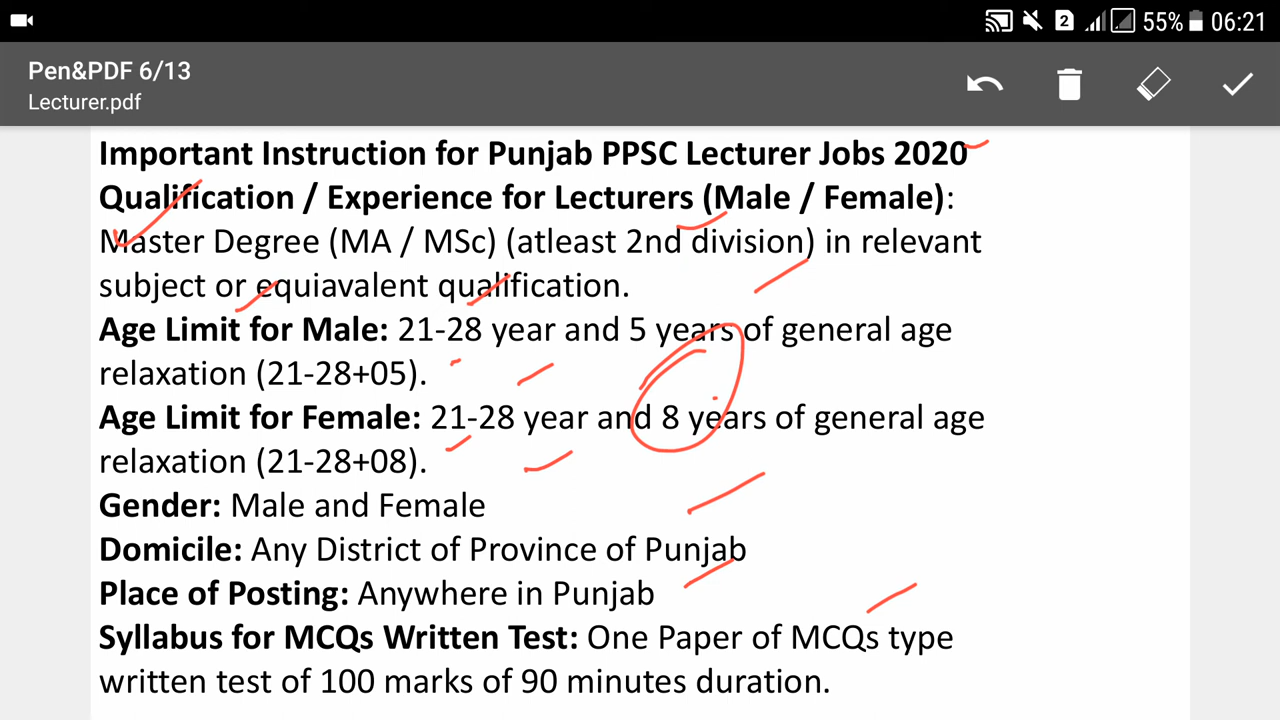 2 55% 06:21
Pen&PDF 6/13
Lecturer.pdf
Important Instruction for Punjab PPSC Lecturer Jobs 2020
Qualification / Experience for Lecturers (Male / Female):
Master Degree (MA / MSc) (atleast 2nd division) in relevant
subject or equiavalent qualification.
Age Limit for Male: 21-28 year and 5 years of general age
relaxation (21-28+05).
Age Limit for Female: 21-28 year and 8 years of general age
relaxation (21-28+08).
Gender: Male and Female
Domicile: Any District of Province of Punjab
Place of Posting: Anywhere in Punjab
Syllabus for MCQs Written Test: One Paper of MCQs type
written test of 100 marks of 90 minutes duration.